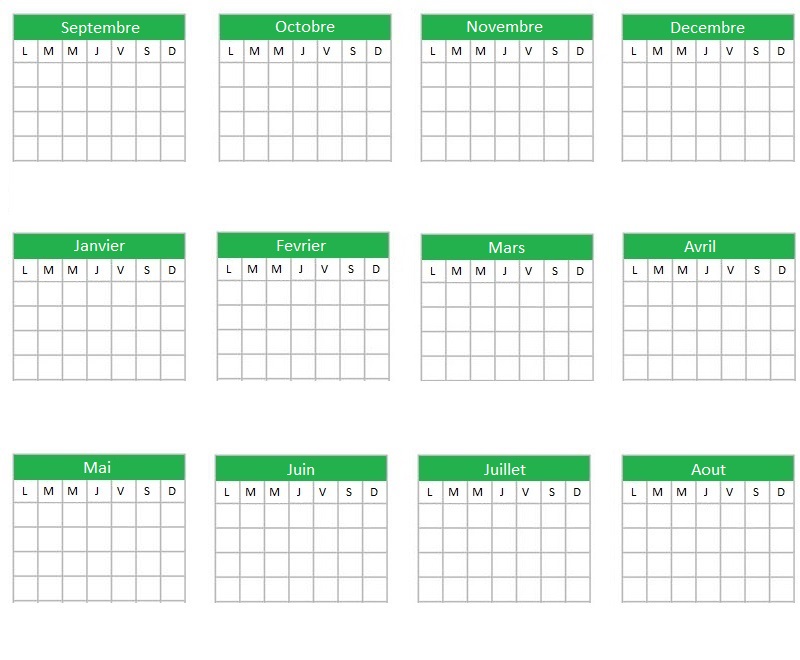 Septembre Octobre Novembre Decembre
L M M J V S D L M M J V S D L M M J V S D L M M J V S D
Janvier Fevrier Mars Avril
L M M J V S D L M M J V S D L M M J V S D L M M J V S D
Mai Juin Juillet Aout
L M M J V S D L M M J V S D L M M J V S D L M M J V S D